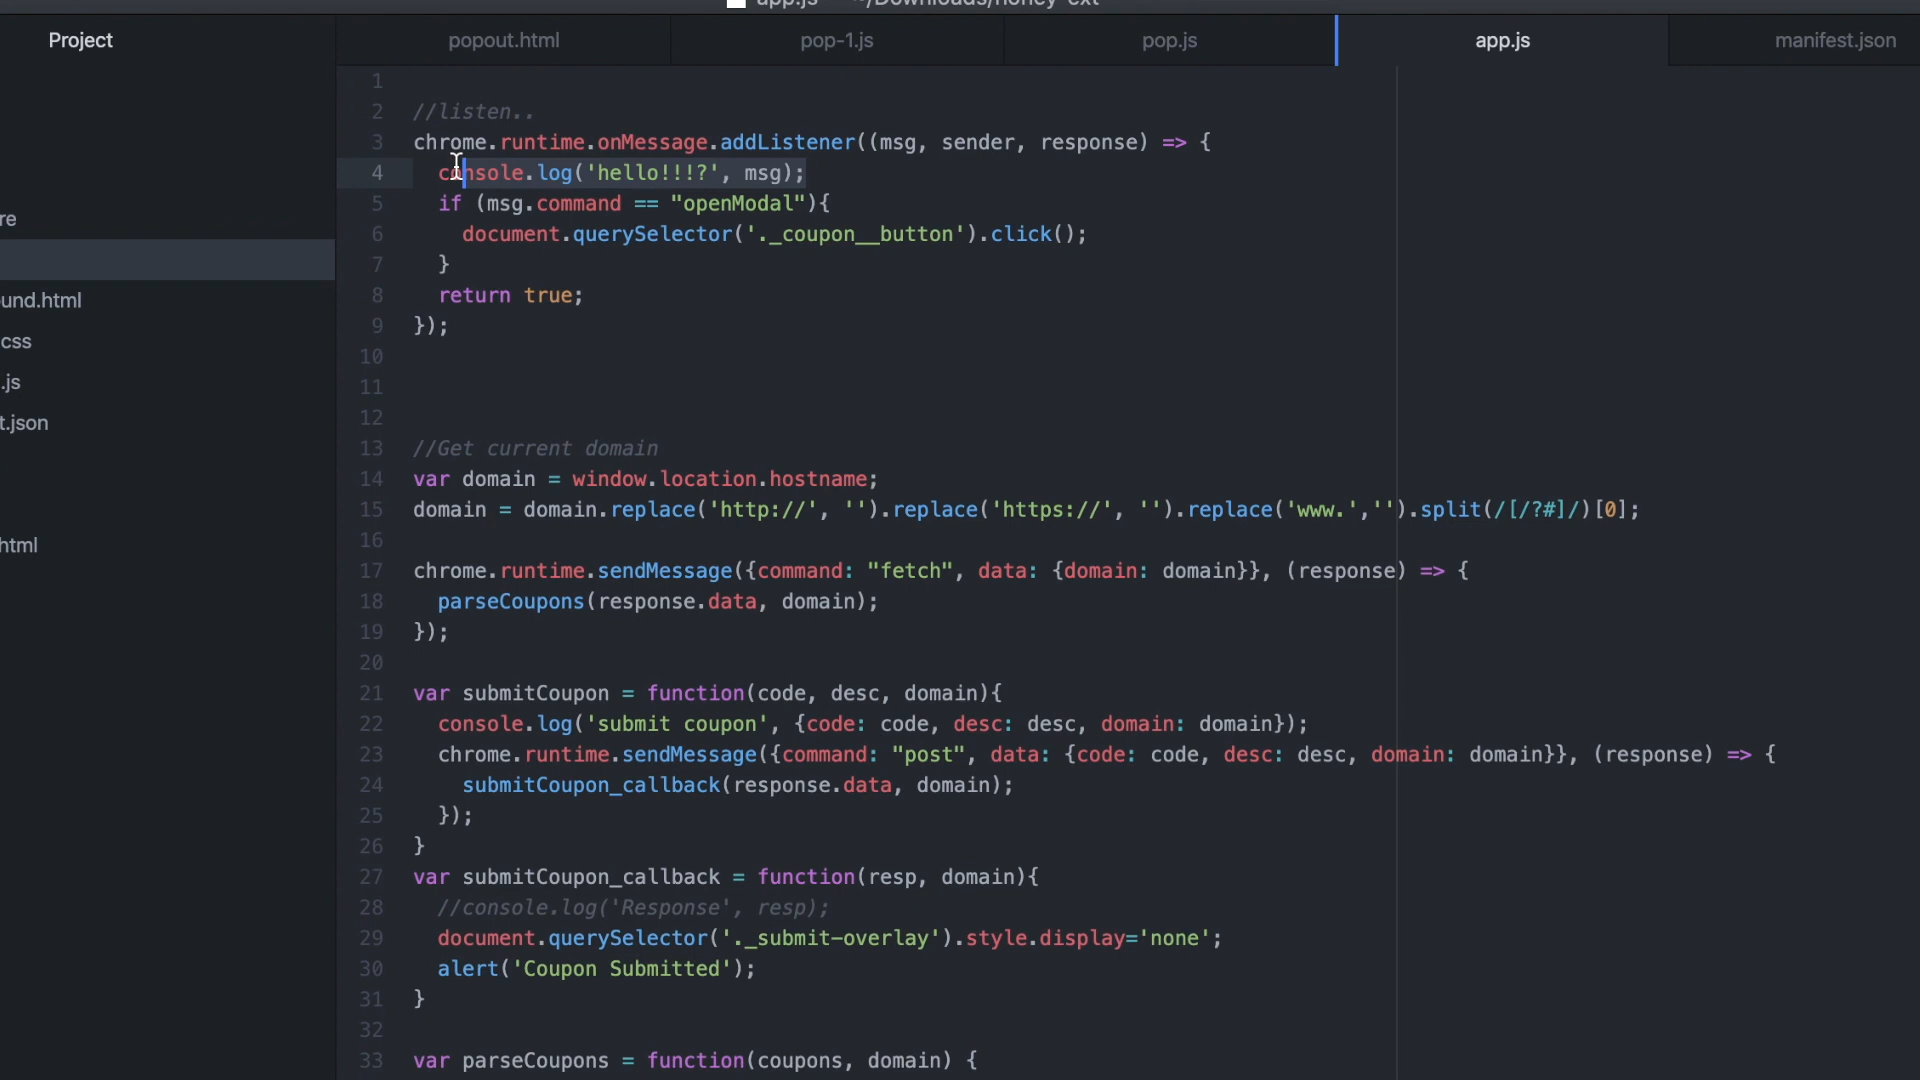 app.js — ~/Downloads/honey-ext
Project
popout.html
pop-1.js
pop.js
app.js
manifest.json
re
und.html
css
.js
t.json
html
1
2 //listen..
3 chrome.runtime.onMessage.addListener((msg, sender, response) => {
4 console.log('hello!!!?', msg);
5 if (msg.command == "openModal"){
6 document.querySelector('._coupon__button').click();
7 }
8 return true;
9 });
10
11
12
13 //Get current domain
14 var domain = window.location.hostname;
15 domain = domain.replace('http://', '').replace('https://', '').replace('www.','').split(/[/?#]/)[0];
16
17 chrome.runtime.sendMessage({command: "fetch", data: {domain: domain}}, (response) => {
18 parseCoupons(response.data, domain);
19 });
20
21 var submitCoupon = function(code, desc, domain){
22 console.log('submit coupon', {code: code, desc: desc, domain: domain});
23 chrome.runtime.sendMessage({command: "post", data: {code: code, desc: desc, domain: domain}}, (response) => {
24 submitCoupon_callback(response.data, domain);
25 });
26 }
27 var submitCoupon_callback = function(resp, domain){
28 //console.log('Response', resp);
29 document.querySelector('._submit-overlay').style.display='none';
30 alert('Coupon Submitted');
31 }
32
33 var parseCoupons = function(coupons, domain) {